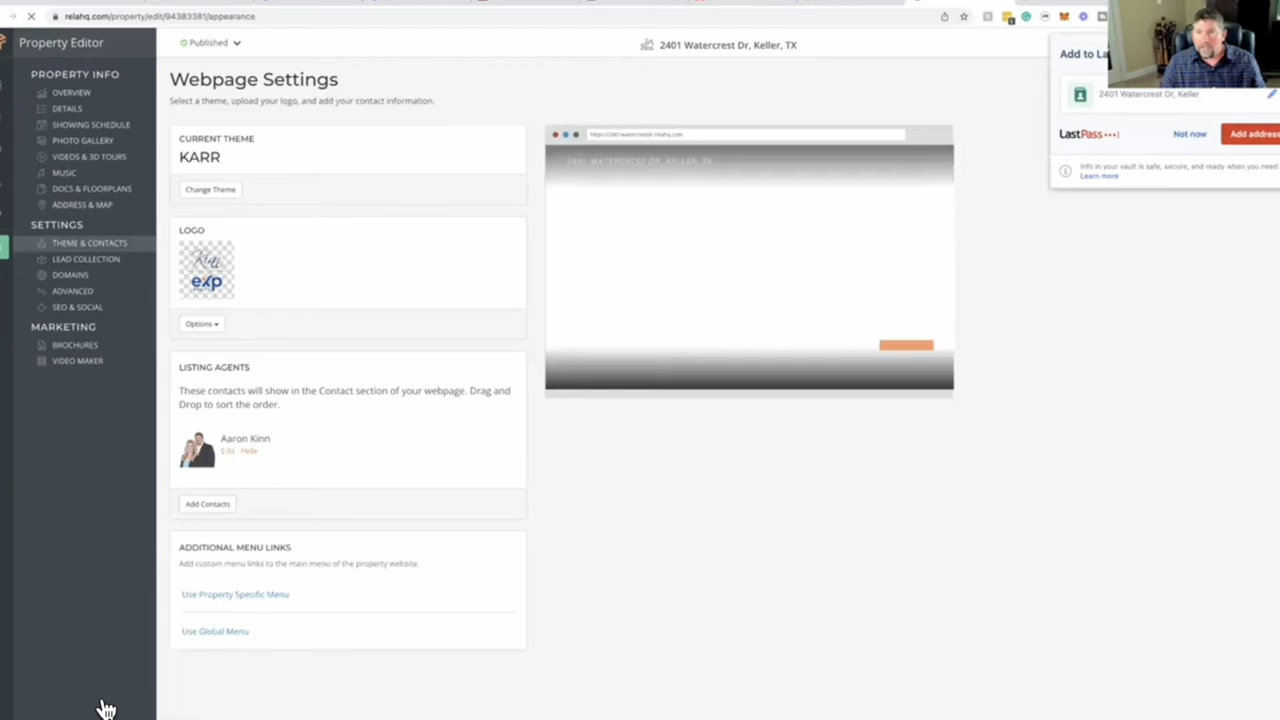 relahq.com/property/edit/94383381/appearance
Property Editor
Published
2401 Watercrest Dr, Keller, TX
Add to La
2401 Watercrest Dr, Keller
LastPass
Not now
Add address
Info in your vault is safe, secure, and ready when you need
Learn more
PROPERTY INFO
OVERVIEW
DETAILS
SHOWING SCHEDULE
PHOTO GALLERY
VIDEOS & 3D TOURS
MUSIC
DOCS & FLOORPLANS
ADDRESS & MAP
SETTINGS
THEME & CONTACTS
LEAD COLLECTION
DOMAINS
ADVANCED
SEO & SOCIAL
MARKETING
BROCHURES
VIDEO MAKER
Webpage Settings
Select a theme, upload your logo, and add your contact information.
CURRENT THEME
KARR
Change Theme
LOGO
Kinn
exp
Options
LISTING AGENTS
These contacts will show in the Contact section of your webpage. Drag and
Drop to sort the order.
Aaron Kinn
Edit Hide
Add Contacts
ADDITIONAL MENU LINKS
Add custom menu links to the main menu of the property website.
Use Property Specific Menu
Use Global Menu
2401 WATERCREST DR, KELLER, TX